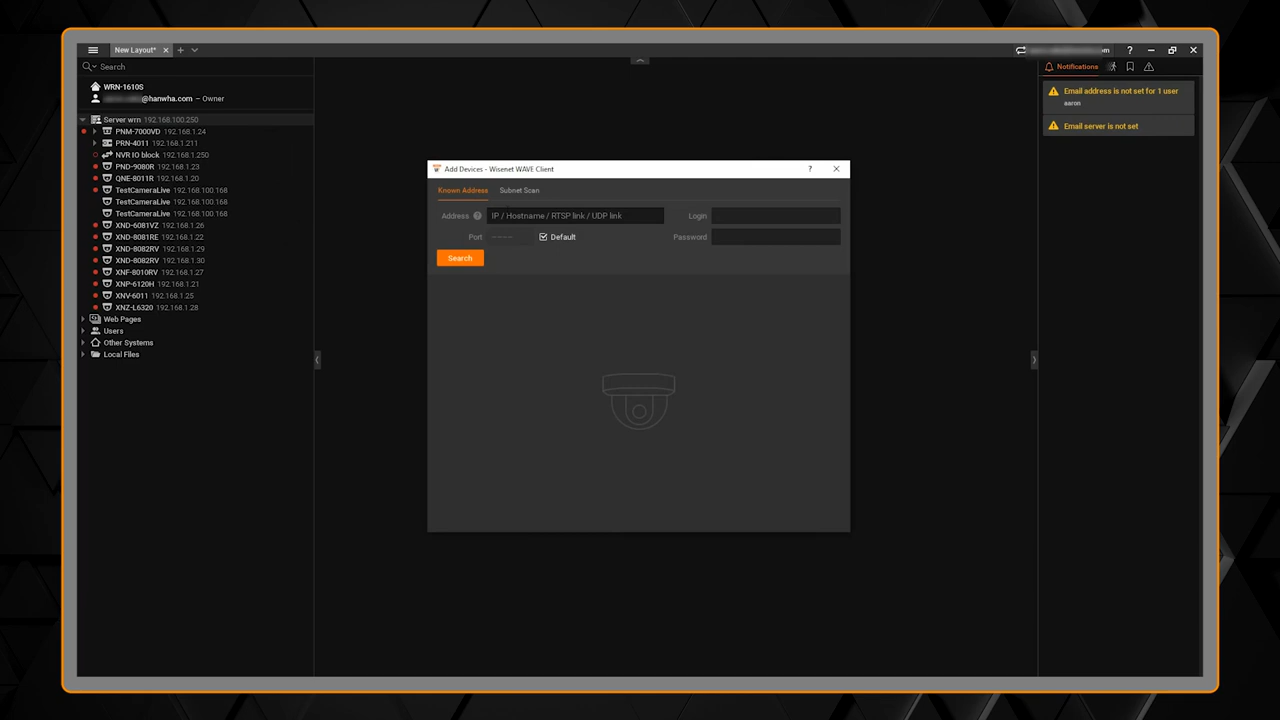 New Layout*
Search
WRN-1610S
@hanwha.com – Owner
Server wrn 192.168.100.250
PNM-7000VD 192.168.1.24
PRN-4011 192.168.1.211
NVR IO block 192.168.1.250
PND-9080R 192.168.1.23
QNE-8011R 192.168.1.20
TestCameraLive 192.168.100.168
TestCameraLive 192.168.100.168
TestCameraLive 192.168.100.168
XND-6081VZ 192.168.1.26
XND-8081RE 192.168.1.22
XND-8082RV 192.168.1.29
XND-8082RV 192.168.1.30
XNF-8010RV 192.168.1.27
XNP-6120H 192.168.1.21
XNV-6011 192.168.1.25
XNZ-L6320 192.168.1.28
Web Pages
Users
Other Systems
Local Files
Add Devices - Wisenet WAVE Client
Known Address Subnet Scan
Address IP / Hostname / RTSP link / UDP link Login
Port Default Password
Search
Notifications
Email address is not set for 1 user
aaron
Email server is not set